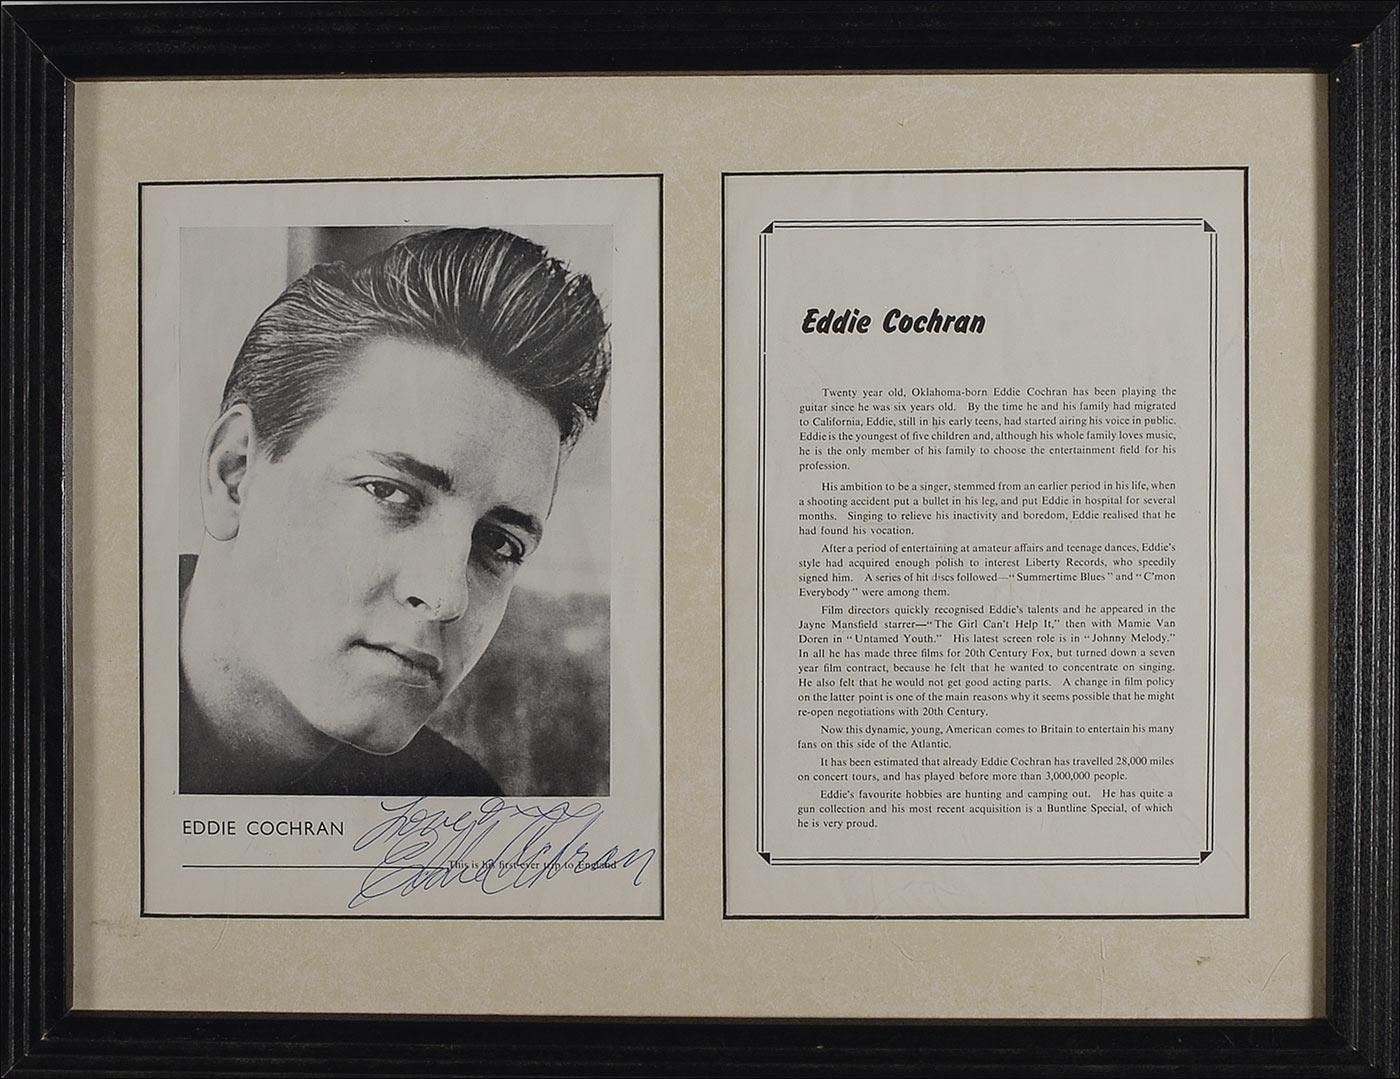 EDDIE COCHRAN
Love
Eddie Cochran
This is his first ever trip to England
Eddie Cochran
Twenty year old, Oklahoma-born Eddie Cochran has been playing the
guitar since he was six years old. By the time he and his family had migrated
to California, Eddie, still in his early teens, had started airing his voice in public.
Eddie is the youngest of five children and, although his whole family loves music,
he is the only member of his family to choose the entertainment field for his
profession.
His ambition to be a singer, stemmed from an earlier period in his life, when
a shooting accident put a bullet in his leg, and put Eddie in hospital for several
months. Singing to relieve his inactivity and boredom, Eddie realised that he
had found his vocation.
After a period of entertaining at amateur affairs and teenage dances, Eddie's
style had acquired enough polish to interest Liberty Records, who speedily
signed him. A series of hit discs followed—“Summertime Blues” and “C'mon
Everybody” were among them.
Film directors quickly recognised Eddie's talents and he appeared in the
Jayne Mansfield starrer—“The Girl Can't Help It,” then with Mamie Van
Doren in “Untamed Youth.” His latest screen role is in “Johnny Melody.”
In all he has made three films for 20th Century Fox, but turned down a seven
year film contract, because he felt that he wanted to concentrate on singing.
He also felt that he would not get good acting parts. A change in film policy
on the latter point is one of the main reasons why it seems possible that he might
re-open negotiations with 20th Century.
Now this dynamic, young, American comes to Britain to entertain his many
fans on this side of the Atlantic.
It has been estimated that already Eddie Cochran has travelled 28,000 miles
on concert tours, and has played before more than 3,000,000 people.
Eddie's favourite hobbies are hunting and camping out. He has quite a
gun collection and his most recent acquisition is a Buntline Special, of which
he is very proud.